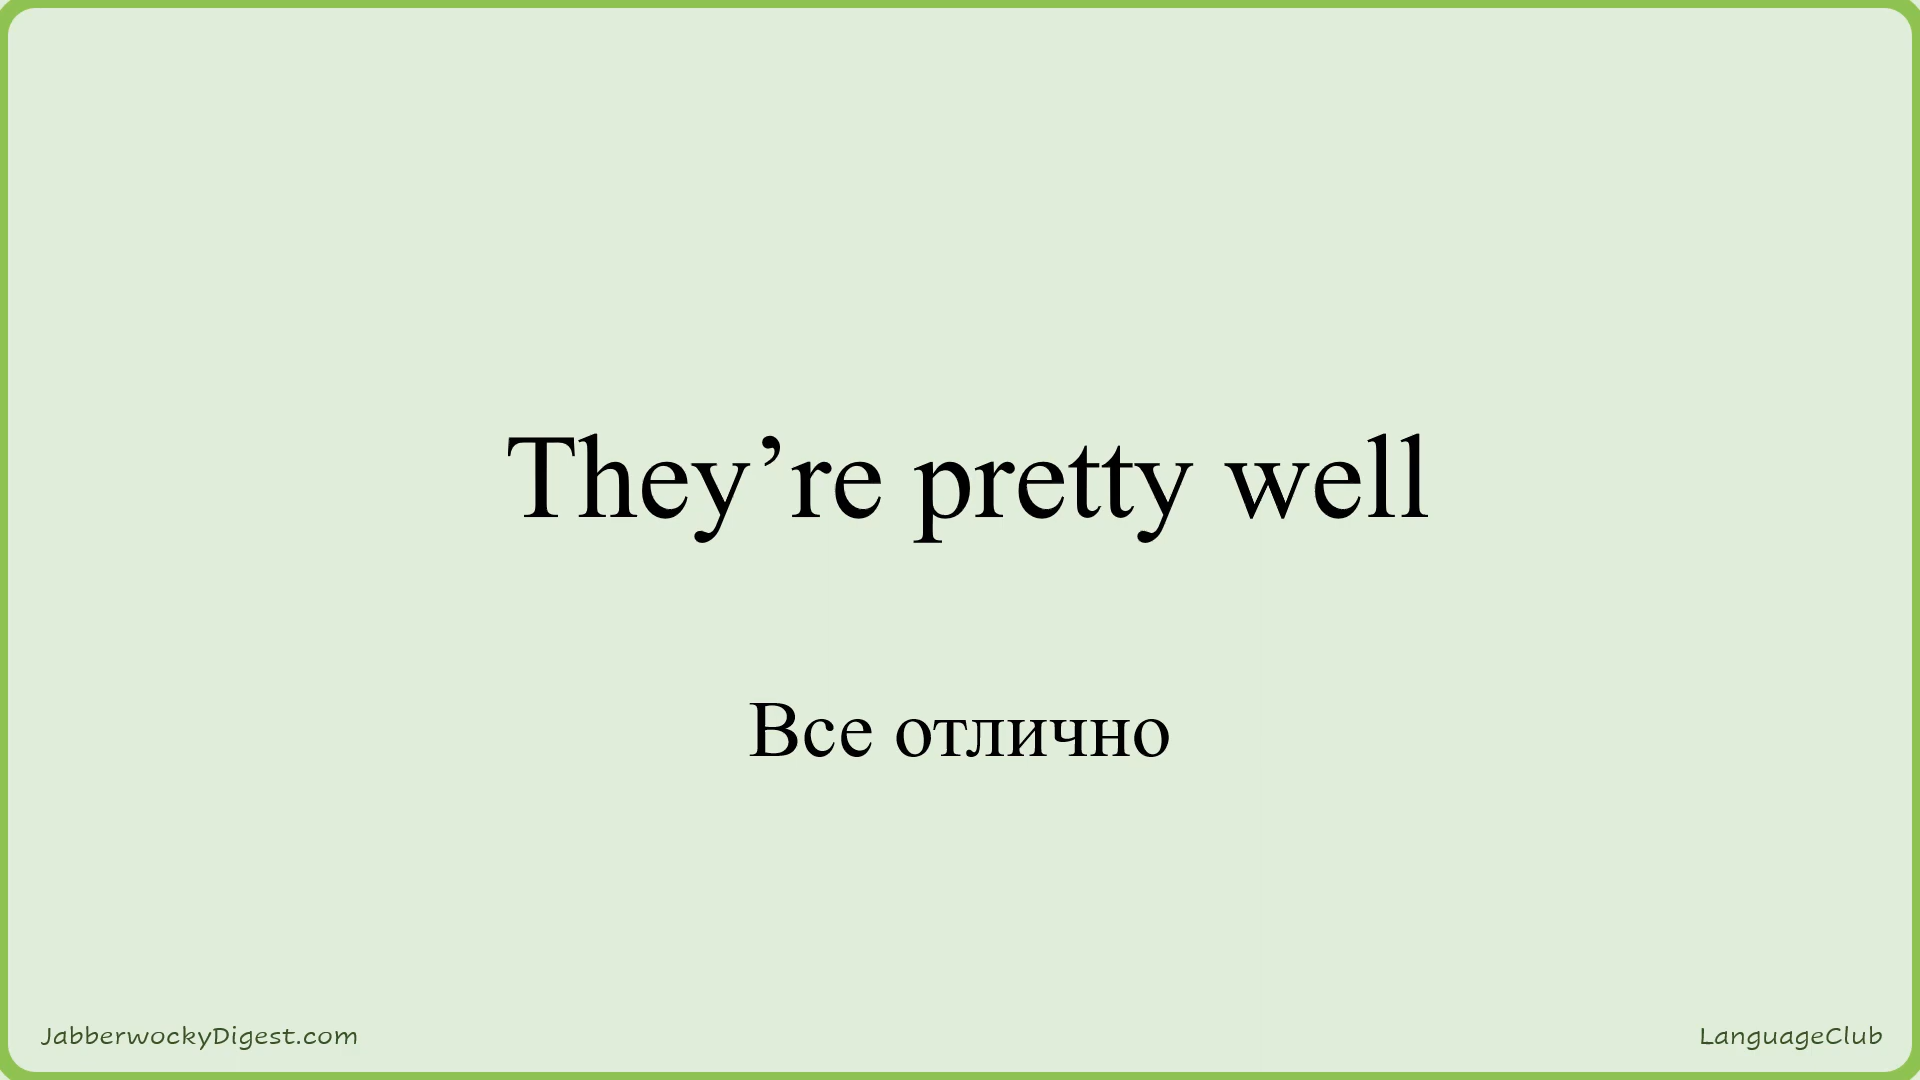 They’re pretty well
Все отлично
JabberwockyDigest.com
LanguageClub